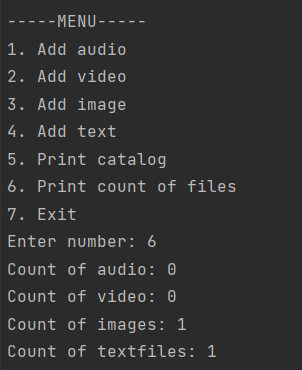 -----MENU-----
1. Add audio
2. Add video
3. Add image
4. Add text
5. Print catalog
6. Print count of files
7. Exit
Enter number: 6
Count of audio: 0
Count of video: 0
Count of images: 1
Count of textfiles: 1